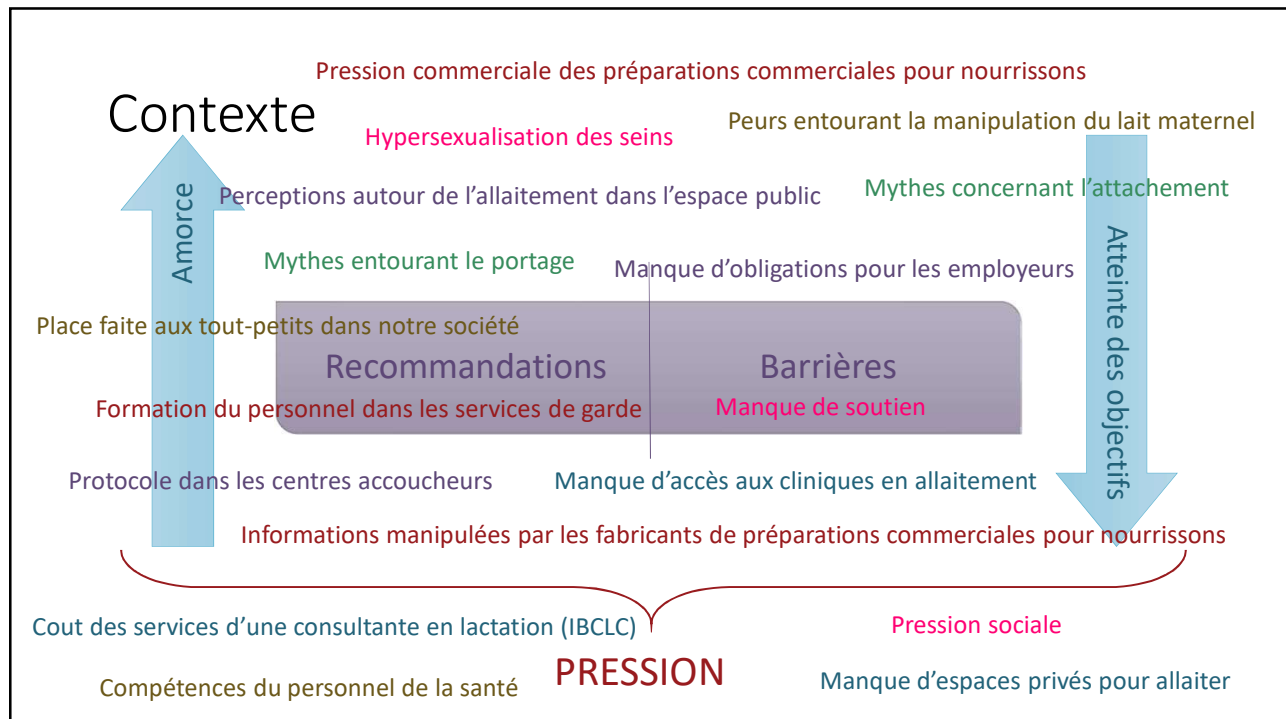 Pression commerciale des préparations commerciales pour nourrissons
Contexte
Peurs entourant la manipulation du lait maternel
Hypersexualisation des seins
Perceptions autour de l’allaitement dans l’espace public
Mythes concernant l’attachement
Amorce
Mythes entourant le portage
Manque d’obligations pour les employeurs
Atteinte des objectifs
Place faite aux tout-petits dans notre société
Recommandations
Barrières
Formation du personnel dans les services de garde
Manque de soutien
Protocole dans les centres accoucheurs
Manque d’accès aux cliniques en allaitement
Informations manipulées par les fabricants de préparations commerciales pour nourrissons
Cout des services d’une consultante en lactation (IBCLC)
Pression sociale
PRESSION
Compétences du personnel de la santé
Manque d’espaces privés pour allaiter